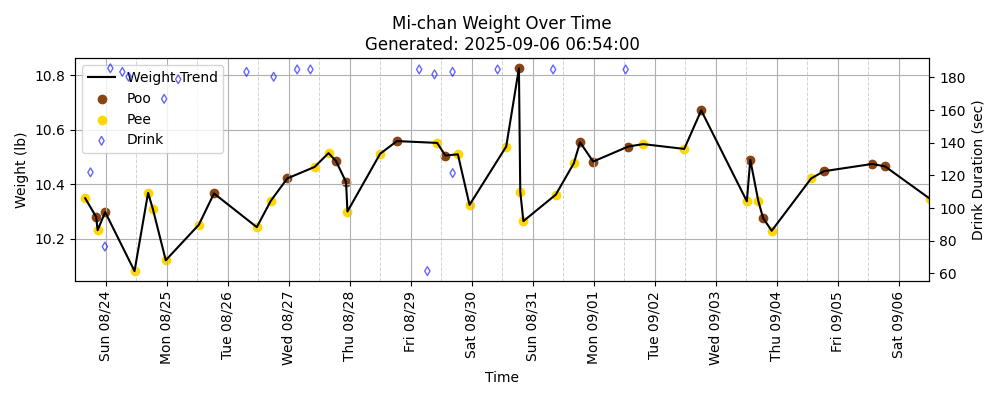 Mi-chan Weight Over Time
Generated: 2025-09-06 06:54:00
Weight (lb)
10.8
10.6
10.4
10.2
Weight Trend
Poo
Pee
Drink
180
160
140
120
100
80
60
Drink Duration (sec)
Sun 08/24
Mon 08/25
Tue 08/26
Wed 08/27
Thu 08/28
Fri 08/29
Sat 08/30
Sun 08/31
Mon 09/01
Tue 09/02
Wed 09/03
Thu 09/04
Fri 09/05
Sat 09/06
Time